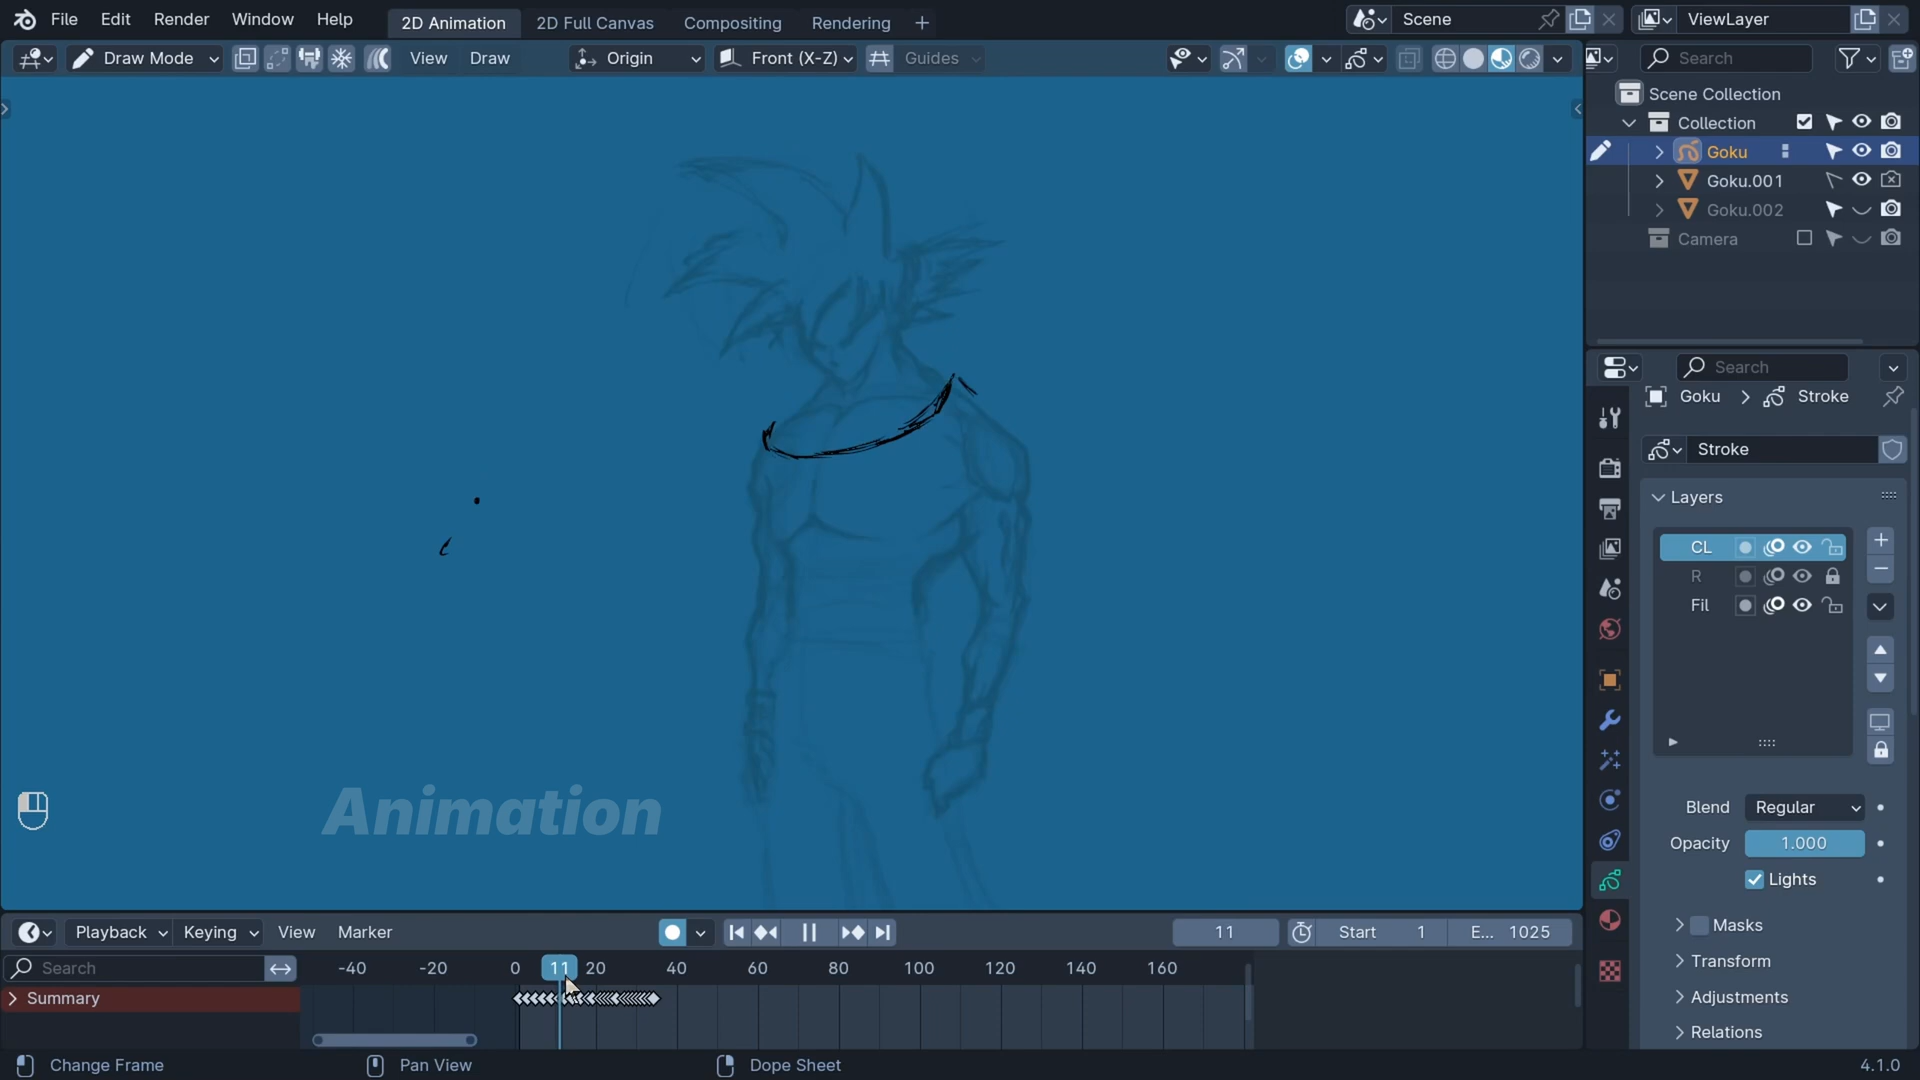 File Edit Render Window Help 2D Animation 2D Full Canvas Compositing Rendering Scene ViewLayer
Draw Mode View Draw Origin Front (X-Z) Guides Search
Scene Collection
Collection
Goku
Goku.001
Goku.002
Camera
Search
Goku Stroke
Stroke
Layers
CL
R
Fil
Animation
Blend Regular
Opacity 1.000
Lights
Masks
Transform
Adjustments
Relations
Playback Keying View Marker 11 Start 1 E... 1025
Search -40 -20 0 11 20 40 60 80 100 120 140 160
Summary
Change Frame Pan View Dope Sheet 4.1.0